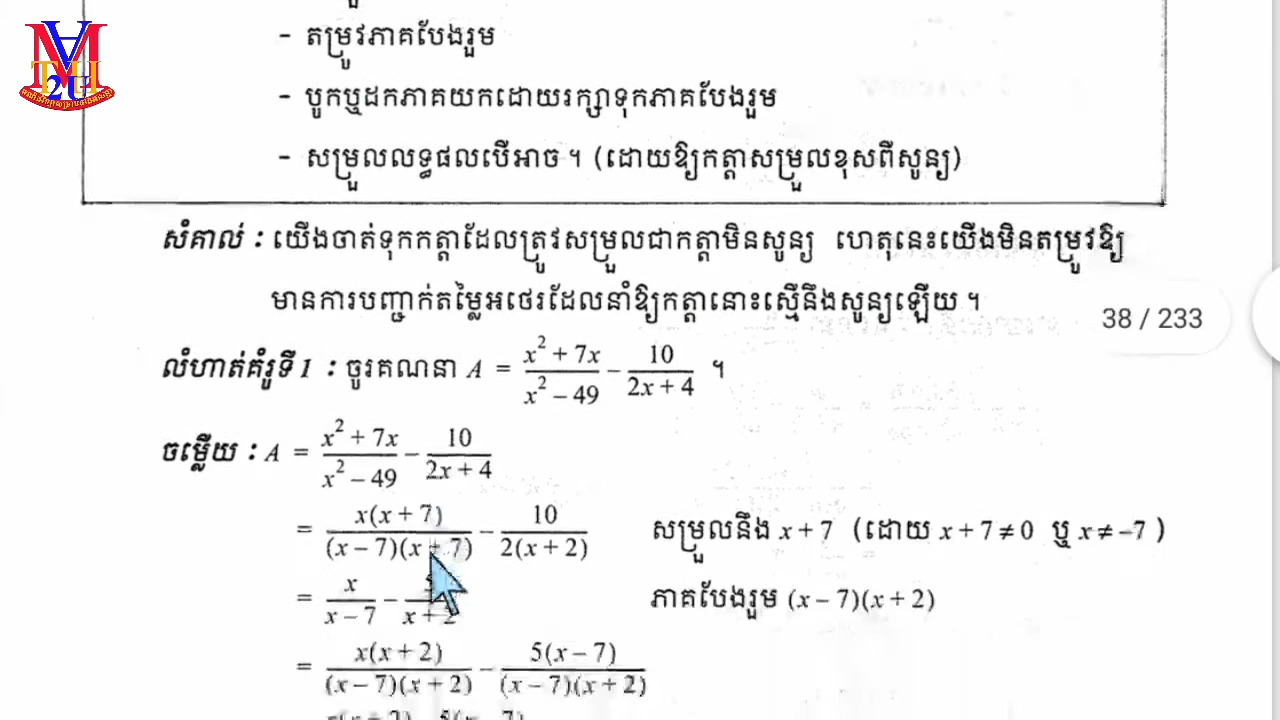 MATH
2U
- តម្រូវភាគបែងរួម
- បូកឬដកភាគយកដោយរក្សាទុកភាគបែងរួម
- សម្រួលលទ្ធផលបើអាច ។ (ដោយឱ្យកត្តាសម្រួលខុសពីសូន្យ)
សំគាល់ : យើងចាត់ទុកកត្តាដែលត្រូវសម្រួលជាកត្តាមិនសូន្យ ហេតុនេះយើងមិនតម្រូវឱ្យ
មានការបញ្ជាក់តម្លៃអថេរដែលនាំឱ្យកត្តានោះស្មើនឹងសូន្យឡើយ ។
38 / 233
លំហាត់គំរូទី 1 : ចូរគណនា A = (x² + 7x)/(x² – 49) – 10/(2x + 4) ។
ចម្លើយ : A = (x² + 7x)/(x² – 49) – 10/(2x + 4)
= x(x + 7)/((x – 7)(x + 7)) – 10/(2(x + 2)) សម្រួលនឹង x + 7 (ដោយ x + 7 ≠ 0 ឬ x ≠ –7 )
= x/(x – 7) – /(x + 2) ភាគបែងរួម (x – 7)(x + 2)
= x(x + 2)/((x – 7)(x + 2)) – 5(x – 7)/((x – 7)(x + 2))